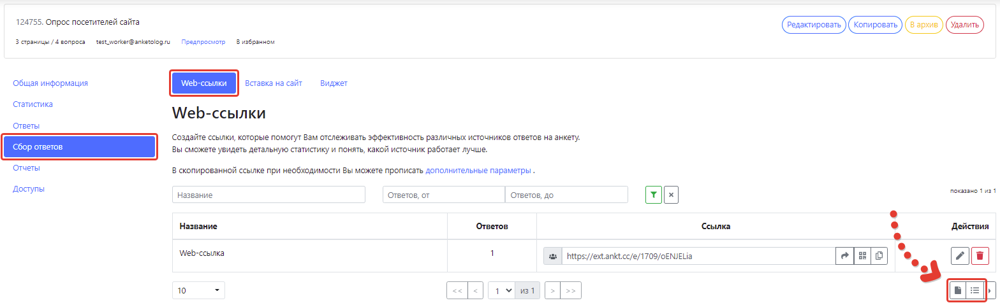 124755. Опрос посетителей сайта
Редактировать Копировать В архив Удалить
3 страницы / 4 вопроса test_worker@anketolog.ru Предпросмотр В избранном
Общая информация
Статистика
Ответы
Сбор ответов
Отчеты
Доступы
Web-ссылки Вставка на сайт Виджет
Web-ссылки
Создайте ссылки, которые помогут Вам отслеживать эффективность различных источников ответов на анкету.
Вы сможете увидеть детальную статистику и понять, какой источник работает лучше.
В скопированной ссылке при необходимости Вы можете прописать дополнительные параметры .
Название Ответов, от Ответов, до показано 1 из 1
Название Ответов Ссылка Действия
Web-ссылка 1 https://ext.ankt.cc/e/1709/oENJELia
10 << < 1 из 1 > >>